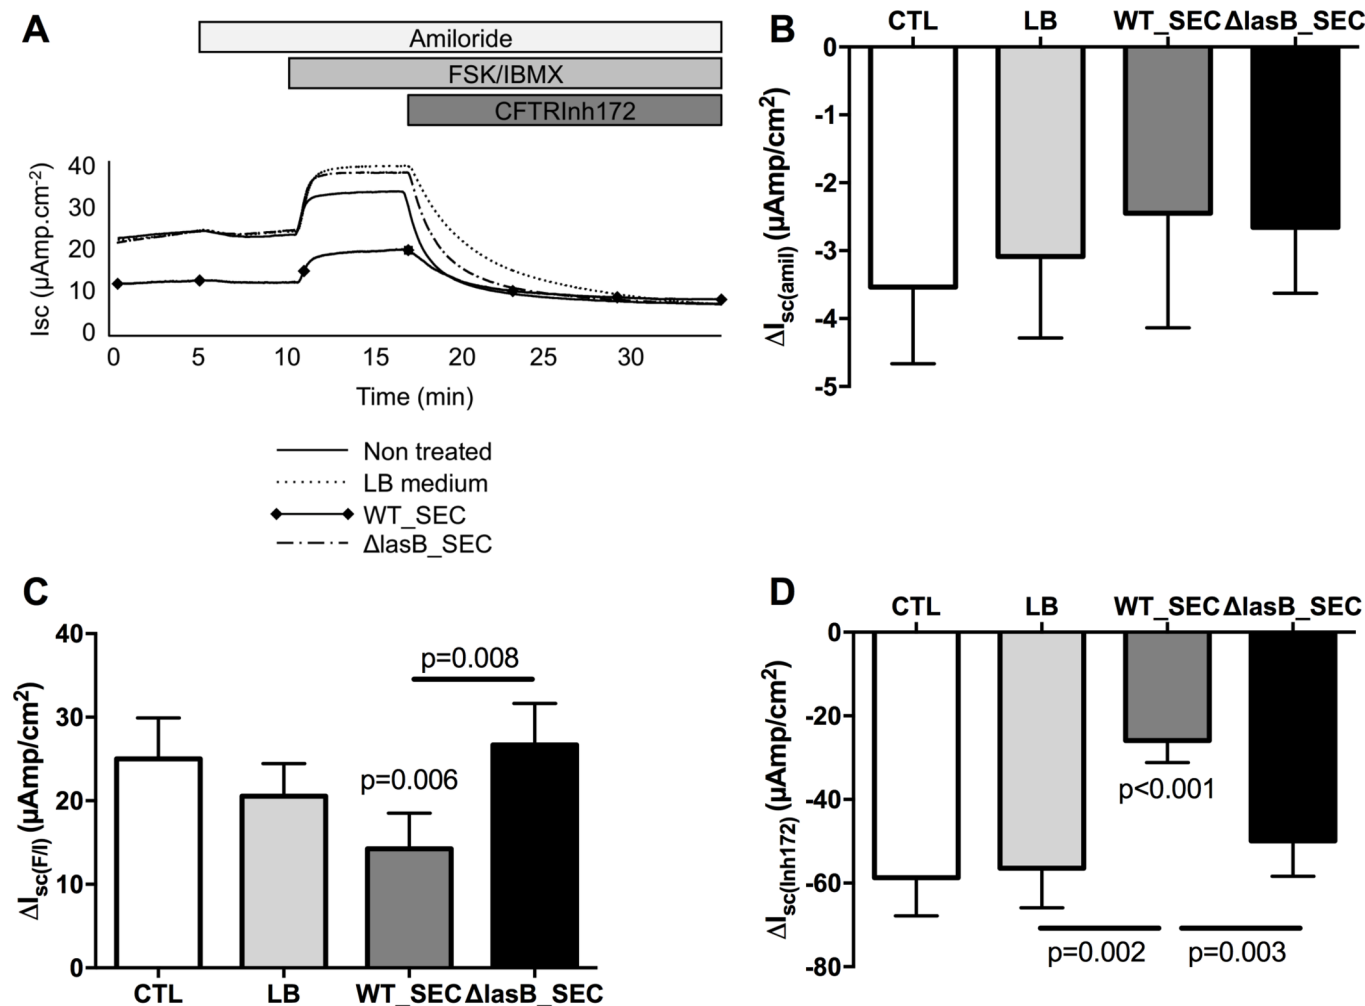 A
Amiloride
FSK/IBMX
CFTRInh172
Isc (µAmp.cm-2)
40
30
20
10
0
0 5 10 15 20 25 30
Time (min)
Non treated
LB medium
WT_SEC
ΔlasB_SEC
B
CTL LB WT_SEC ΔlasB_SEC
ΔIsc(amil) (µAmp/cm2)
0
-1
-2
-3
-4
-5
C
ΔIsc(F/I) (µAmp/cm2)
40
30
20
10
0
p=0.008
p=0.006
CTL LB WT_SEC ΔlasB_SEC
D
CTL LB WT_SEC ΔlasB_SEC
ΔIsc(Inh172) (µAmp/cm2)
0
-20
-40
-60
-80
p<0.001
p=0.002 p=0.003